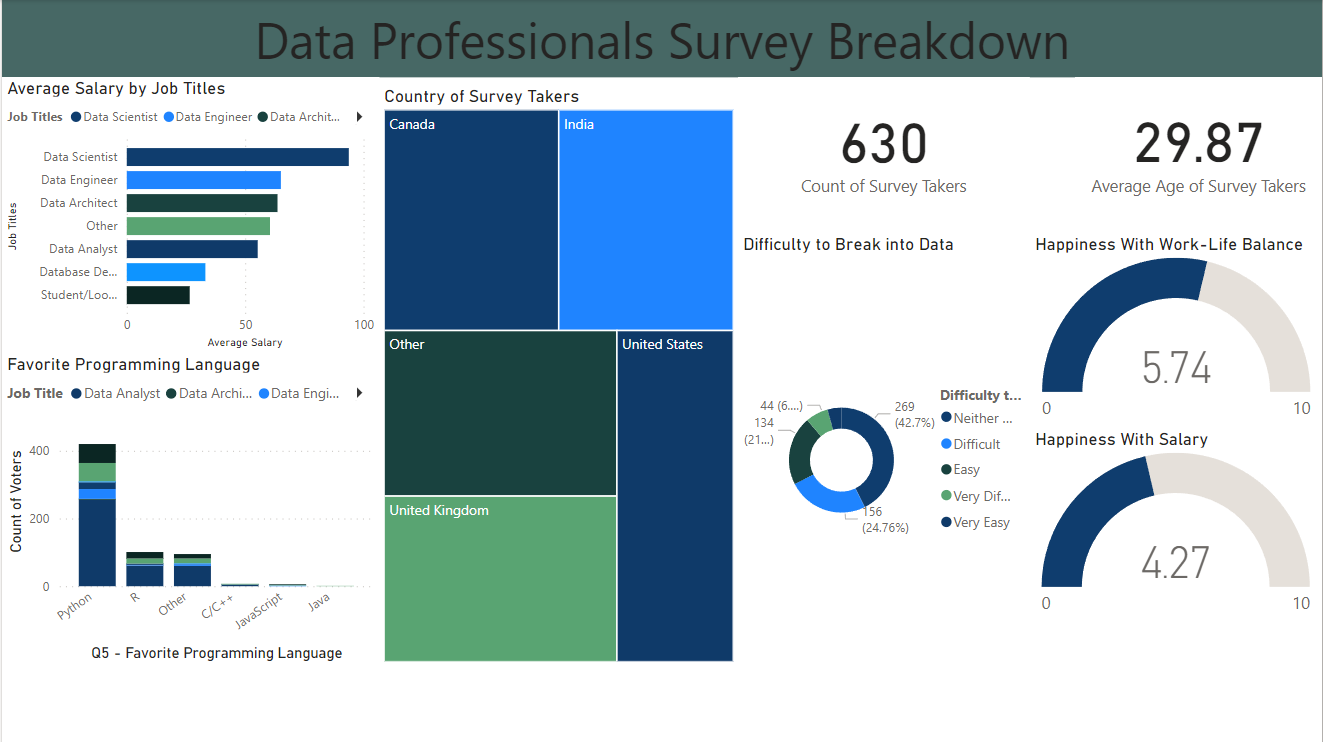 Data Professionals Survey Breakdown
Average Salary by Job Titles
Job Titles Data Scientist Data Engineer Data Archit...
Job Titles
Data Scientist
Data Engineer
Data Architect
Other
Data Analyst
Database De...
Student/Loo...
0 50 100
Average Salary
Favorite Programming Language
Job Title Data Analyst Data Archi... Data Engi...
Count of Voters
400
200
0
Python R Other C/C++ JavaScript Java
Q5 - Favorite Programming Language
Country of Survey Takers
Canada
India
Other
United States
United Kingdom
630
Count of Survey Takers
29.87
Average Age of Survey Takers
Difficulty to Break into Data
44 (6....)
134
(21...)
269
(42.7%)
156
(24.76%)
Difficulty t...
Neither ...
Difficult
Easy
Very Dif...
Very Easy
Happiness With Work-Life Balance
5.74
0 10
Happiness With Salary
4.27
0 10